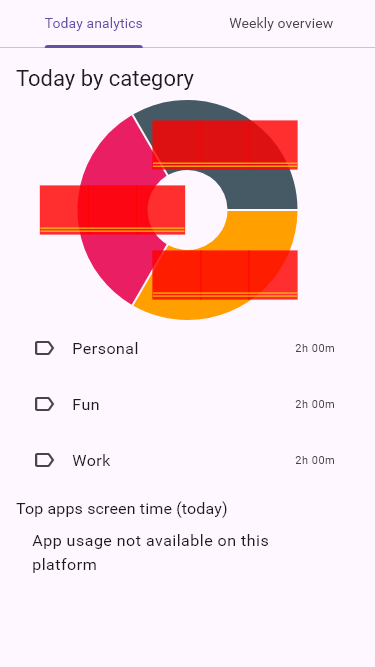 Today analytics
Weekly overview
Today by category
Personal
2h 00m
Fun
2h 00m
Work
2h 00m
Top apps screen time (today)
App usage not available on this
platform